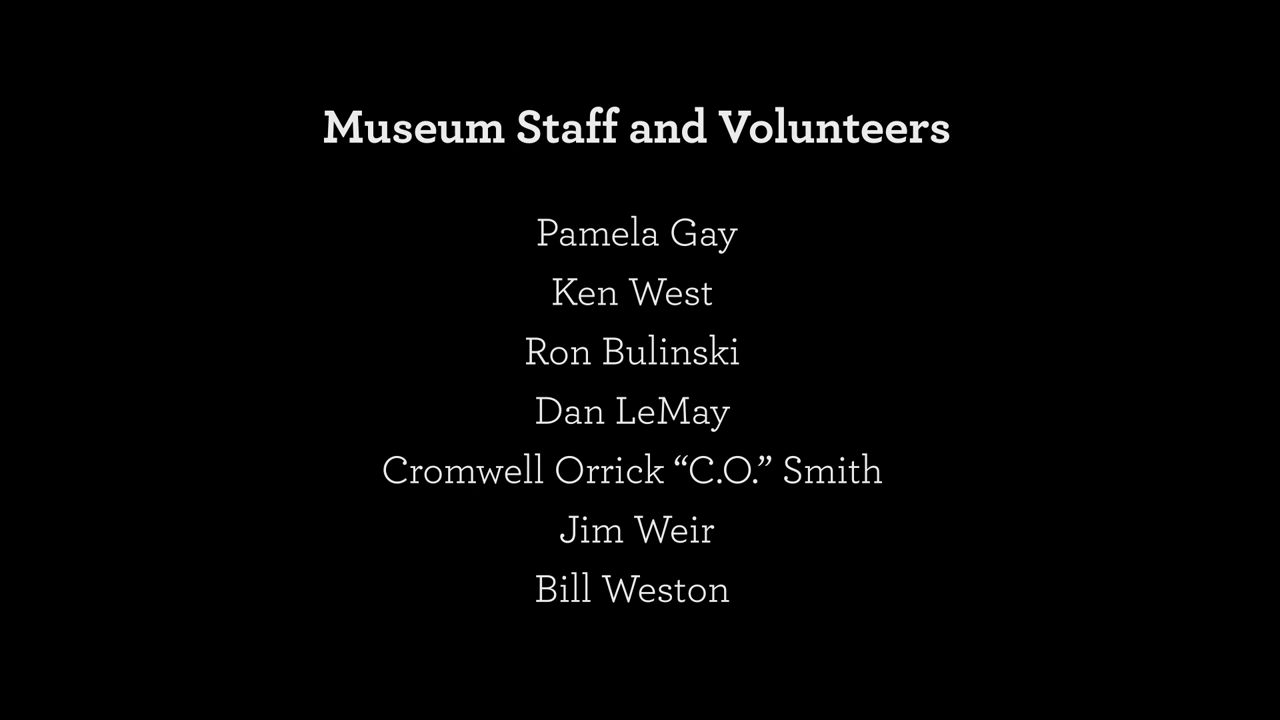 Museum Staff and Volunteers
Pamela Gay
Ken West
Ron Bulinski
Dan LeMay
Cromwell Orrick “C.O.” Smith
Jim Weir
Bill Weston